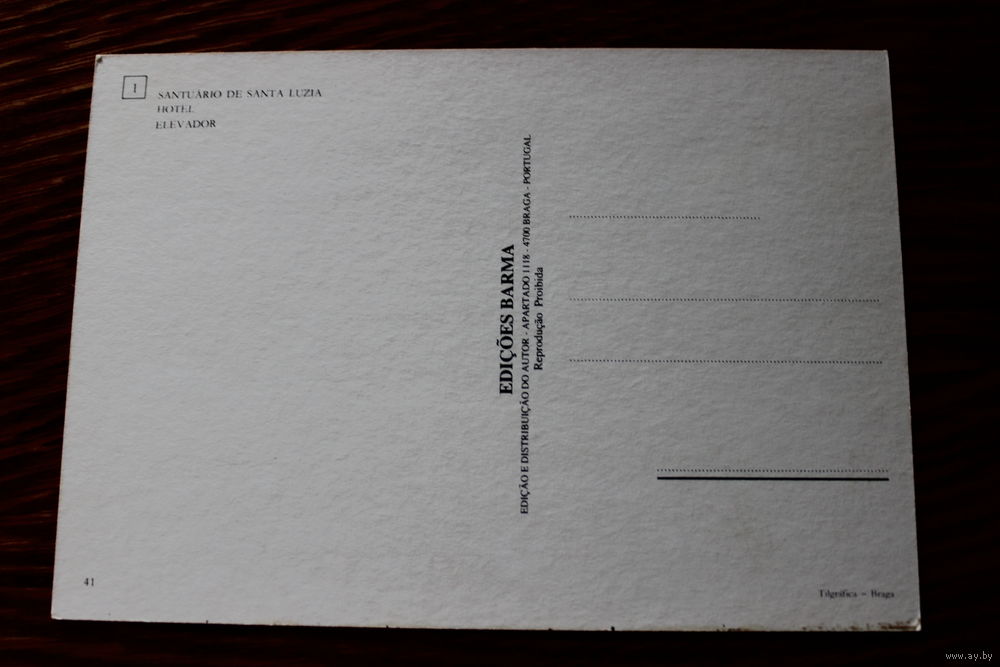 1
SANTUÁRIO DE SANTA LUZIA
HOTEL
ELEVADOR
EDIÇÕES BARMA
EDIÇÃO E DISTRIBUIÇÃO DO AUTOR - APARTADO 1118 - 4700 BRAGA - PORTUGAL
Reprodução Proibida
41
Tilgráfica – Braga
www.ay.by